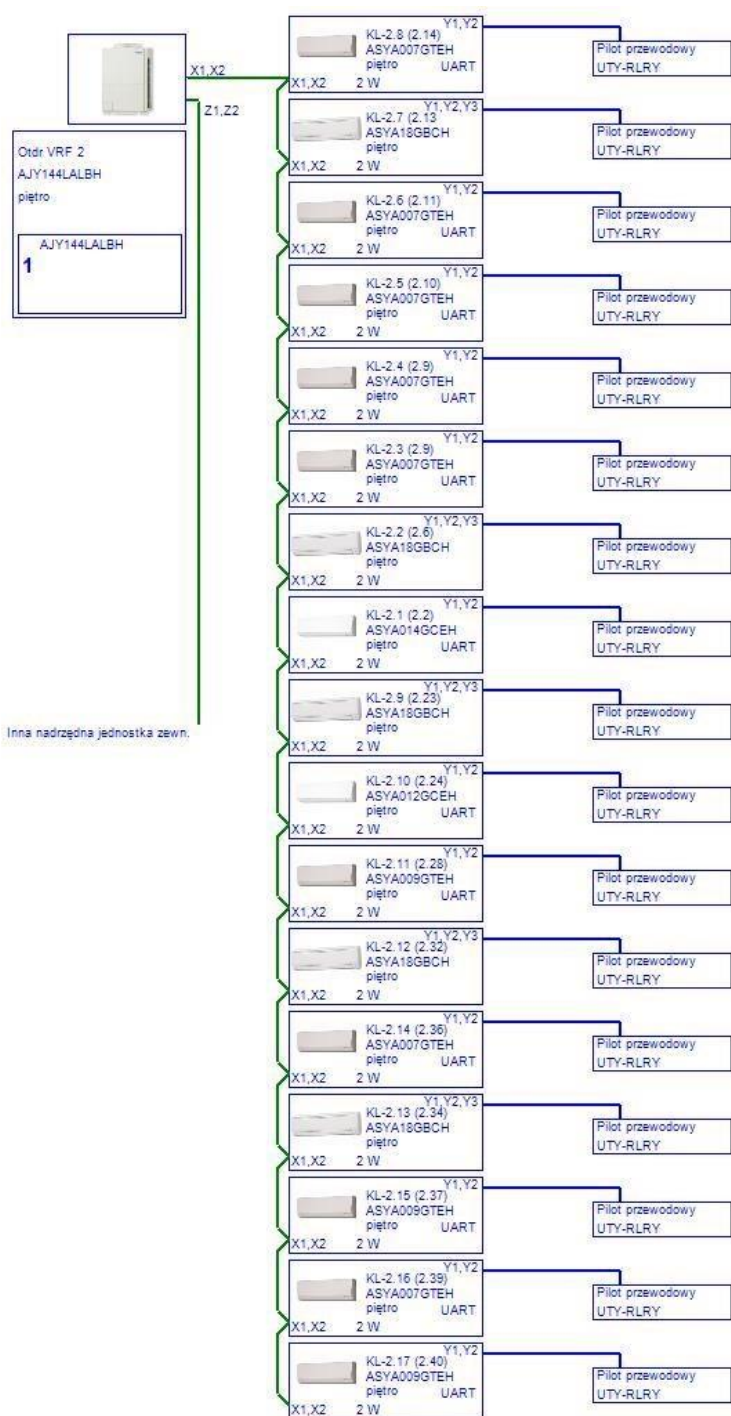 X1,X2
Z1,Z2
Otdr VRF 2
AJY144LALBH
piętro
AJY144LALBH
1
Inna nadrzędna jednostka zewn.
Y1,Y2
KL-2.8 (2.14)
ASYA007GTEH
piętro UART
X1,X2 2 W
Pilot przewodowy
UTY-RLRY
Y1,Y2,Y3
KL-2.7 (2.13
ASYA18GBCH
piętro
X1,X2 2 W
Pilot przewodowy
UTY-RLRY
Y1,Y2
KL-2.6 (2.11)
ASYA007GTEH
piętro UART
X1,X2 2 W
Pilot przewodowy
UTY-RLRY
Y1,Y2
KL-2.5 (2.10)
ASYA007GTEH
piętro UART
X1,X2 2 W
Pilot przewodowy
UTY-RLRY
Y1,Y2
KL-2.4 (2.9)
ASYA007GTEH
piętro UART
X1,X2 2 W
Pilot przewodowy
UTY-RLRY
Y1,Y2
KL-2.3 (2.9)
ASYA007GTEH
piętro UART
X1,X2 2 W
Pilot przewodowy
UTY-RLRY
Y1,Y2,Y3
KL-2.2 (2.6)
ASYA18GBCH
piętro
X1,X2 2 W
Pilot przewodowy
UTY-RLRY
Y1,Y2
KL-2.1 (2.2)
ASYA014GCEH
piętro UART
X1,X2 2 W
Pilot przewodowy
UTY-RLRY
Y1,Y2,Y3
KL-2.9 (2.23)
ASYA18GBCH
piętro
X1,X2 2 W
Pilot przewodowy
UTY-RLRY
Y1,Y2
KL-2.10 (2.24)
ASYA012GCEH
piętro UART
X1,X2 2 W
Pilot przewodowy
UTY-RLRY
Y1,Y2
KL-2.11 (2.28)
ASYA009GTEH
piętro UART
X1,X2 2 W
Pilot przewodowy
UTY-RLRY
Y1,Y2,Y3
KL-2.12 (2.32)
ASYA18GBCH
piętro
X1,X2 2 W
Pilot przewodowy
UTY-RLRY
Y1,Y2
KL-2.14 (2.36)
ASYA007GTEH
piętro UART
X1,X2 2 W
Pilot przewodowy
UTY-RLRY
Y1,Y2,Y3
KL-2.13 (2.34)
ASYA18GBCH
piętro
X1,X2 2 W
Pilot przewodowy
UTY-RLRY
Y1,Y2
KL-2.15 (2.37)
ASYA009GTEH
piętro UART
X1,X2 2 W
Pilot przewodowy
UTY-RLRY
Y1,Y2
KL-2.16 (2.39)
ASYA007GTEH
piętro UART
X1,X2 2 W
Pilot przewodowy
UTY-RLRY
Y1,Y2
KL-2.17 (2.40)
ASYA009GTEH
piętro UART
X1,X2 2 W
Pilot przewodowy
UTY-RLRY